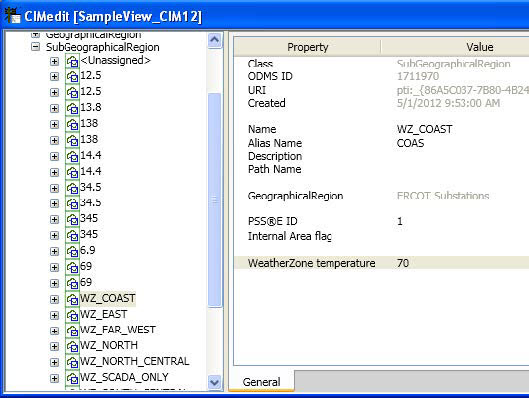 CIMedit [SampleView_CIM12]
GeographicalRegion
SubGeographicalRegion
<Unassigned>
12.5
12.5
13.8
138
138
14.4
14.4
34.5
34.5
345
345
6.9
69
69
WZ_COAST
WZ_EAST
WZ_FAR_WEST
WZ_NORTH
WZ_NORTH_CENTRAL
WZ_SCADA_ONLY
WZ_SOUTH_CENTRAL
Property Value
Class SubGeographicalRegion
ODMS ID 1711970
URI pti:_{86A5C037-7B80-4B24
Created 5/1/2012 9:53:00 AM
Name WZ_COAST
Alias Name COAS
Description
Path Name
GeographicalRegion ERCOT Substations
PSS®E ID 1
Internal Area flag
WeatherZone temperature 70
General